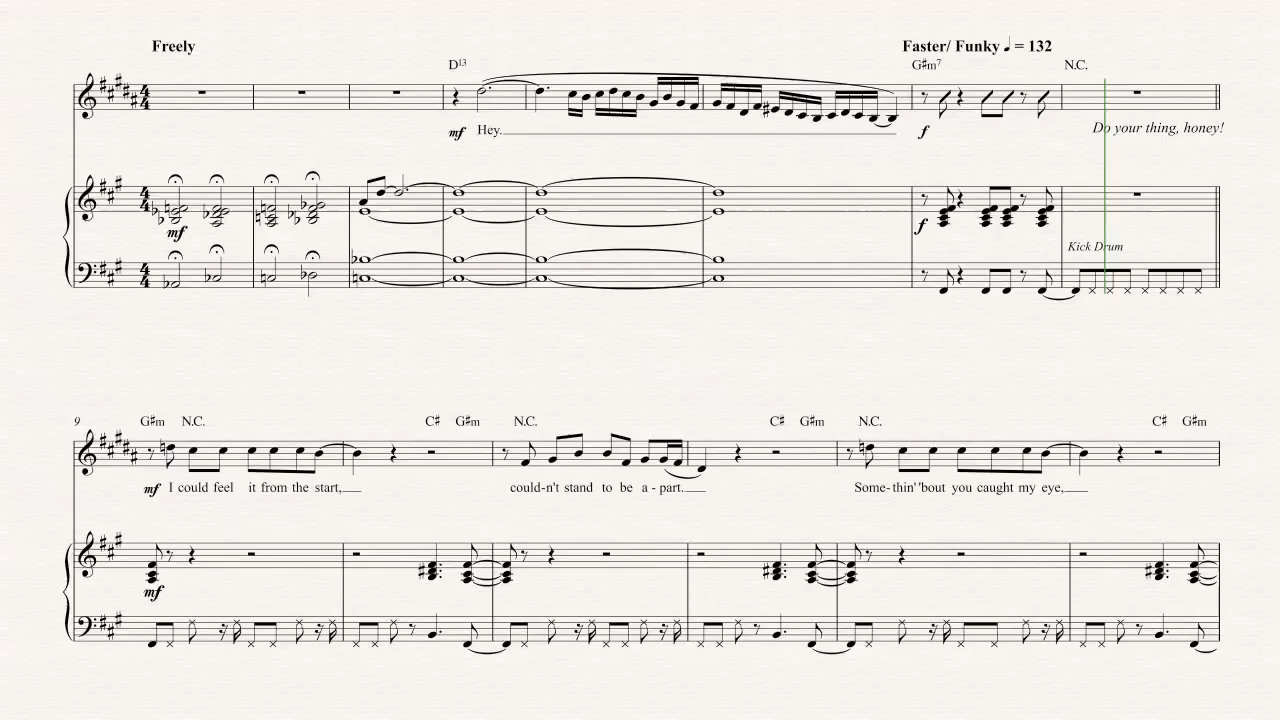 Freely Faster/ Funky ♩ = 132
D13 G♯m7 N.C.
mf Hey. f Do your thing, honey!
mf f
Kick Drum
9 G♯m N.C. C♯ G♯m N.C. C♯ G♯m N.C. C♯ G♯m
mf I could feel it from the start, could-n't stand to be a - part. Some- thin' 'bout you caught my eye,
mf